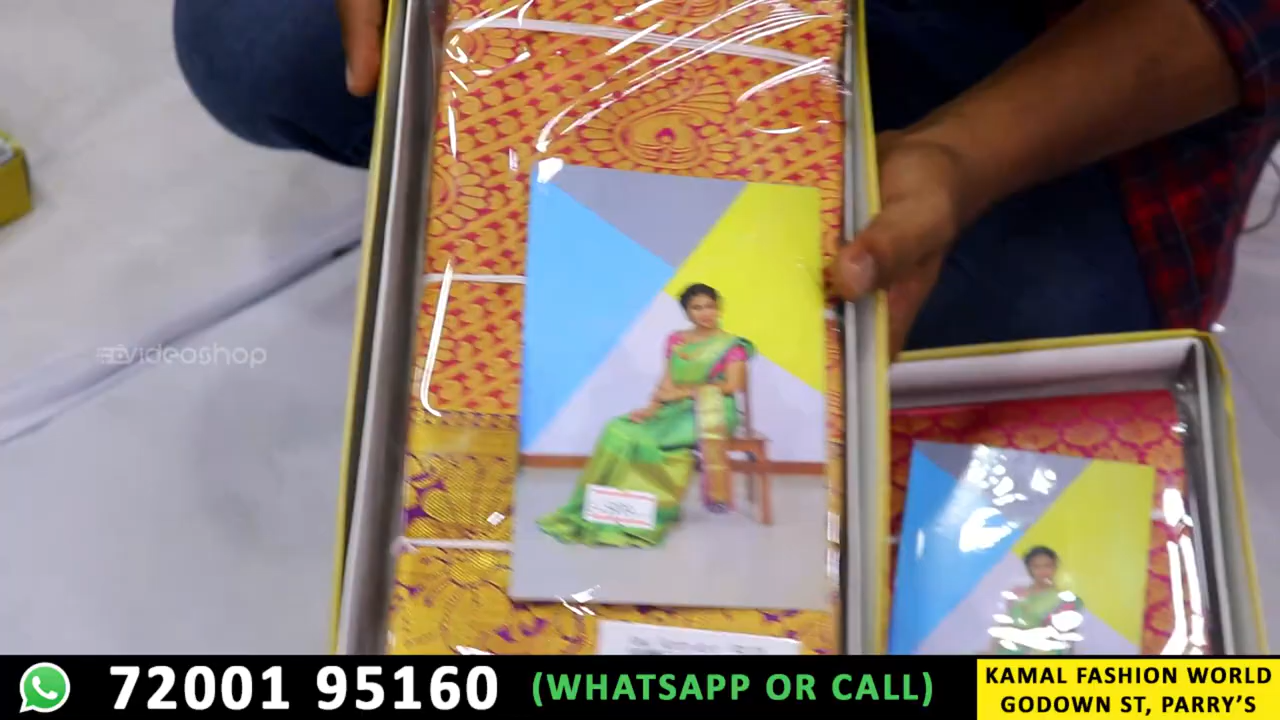 videoshop
72001 95160 (WHATSAPP OR CALL)
KAMAL FASHION WORLD
GODOWN ST, PARRY'S